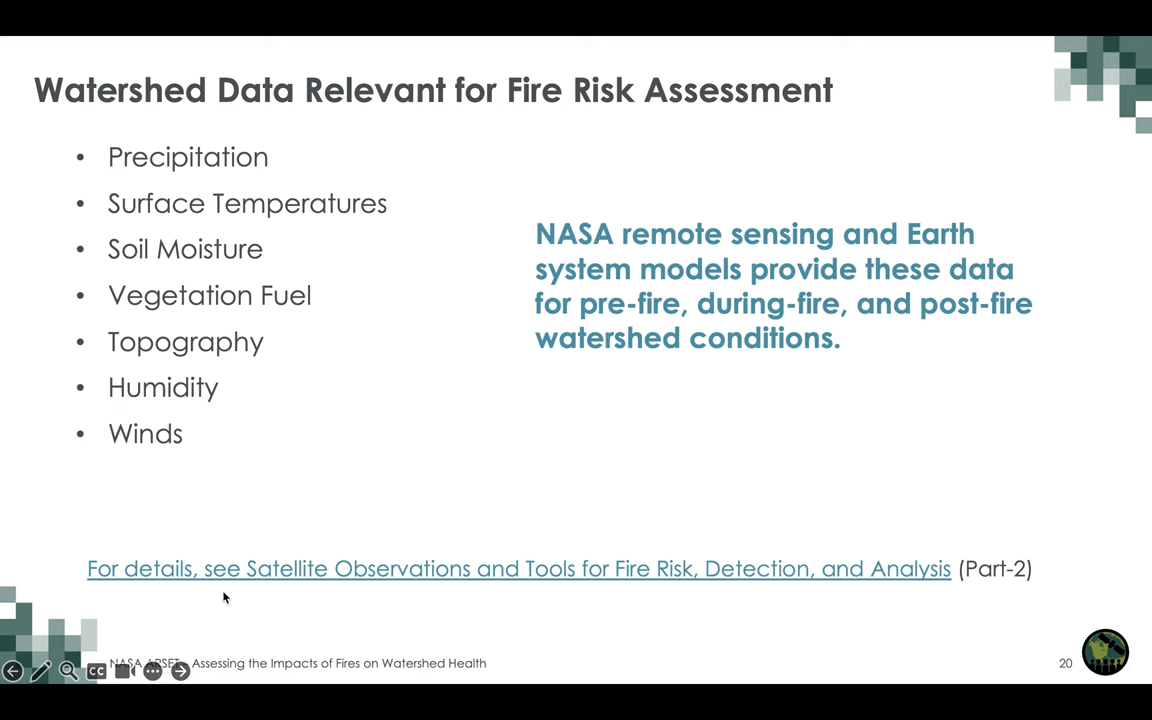 Watershed Data Relevant for Fire Risk Assessment
• Precipitation
• Surface Temperatures
• Soil Moisture
• Vegetation Fuel
• Topography
• Humidity
• Winds
NASA remote sensing and Earth
system models provide these data
for pre-fire, during-fire, and post-fire
watershed conditions.
For details, see Satellite Observations and Tools for Fire Risk, Detection, and Analysis (Part-2)
CC
NASA ARSET - Assessing the Impacts of Fires on Watershed Health
20